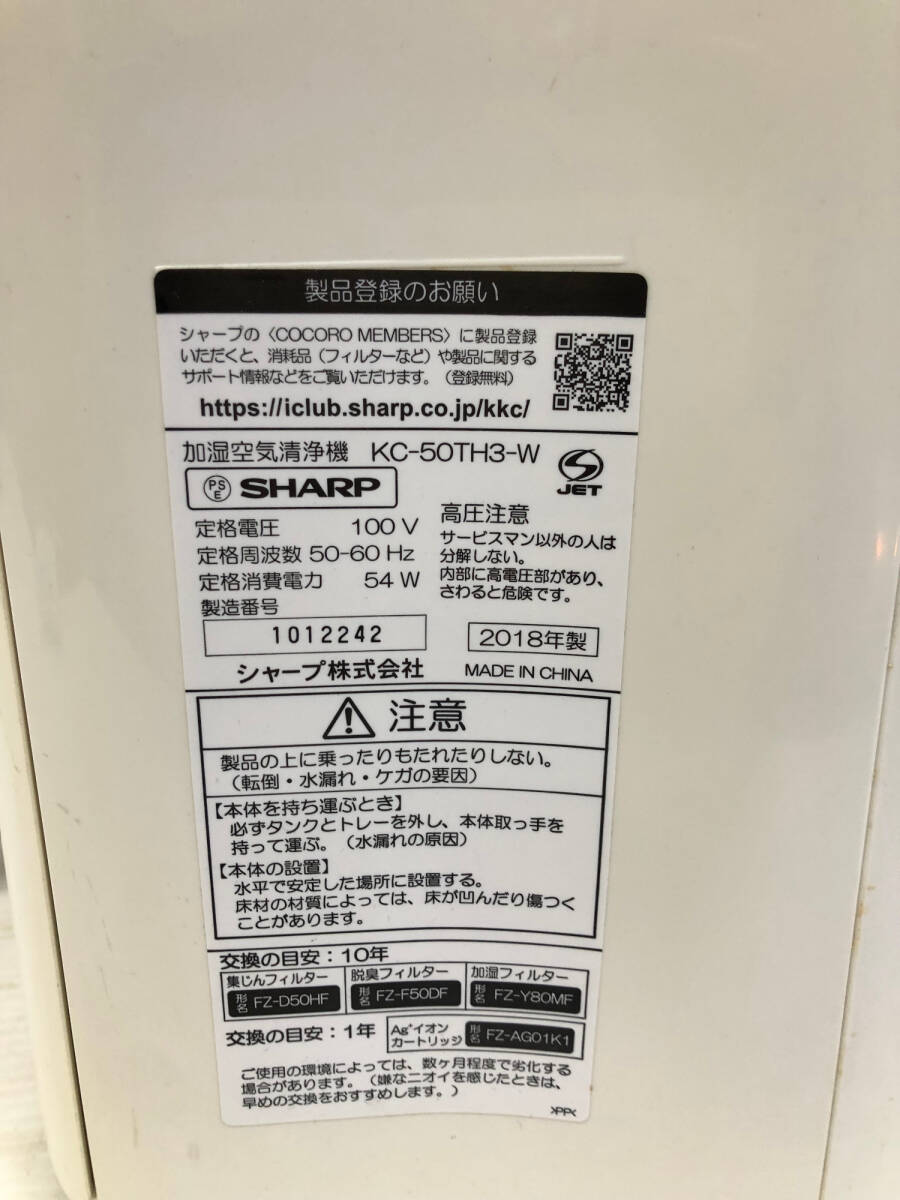 製品登録のお願い
シャープの〈COCORO MEMBERS〉に製品登録
いただくと、消耗品（フィルターなど）や製品に関する
サポート情報などをご覧いただけます。（登録無料）
https://iclub.sharp.co.jp/kkc/
加湿空気清浄機 KC-50TH3-W
PS
E
SHARP
JET
定格電圧 100 V
定格周波数 50-60 Hz
定格消費電力 54 W
製造番号
1012242
高圧注意
サービスマン以外の人は
分解しない。
内部に高電圧部があり、
さわると危険です。
2018年製
シャープ株式会社 MADE IN CHINA
注意
製品の上に乗ったりもたれたりしない。
（転倒・水漏れ・ケガの要因）
【本体を持ち運ぶとき】
必ずタンクとトレーを外し、本体取っ手を
持って運ぶ。（水漏れの原因）
【本体の設置】
水平で安定した場所に設置する。
床材の材質によっては、床が凹んだり傷つく
ことがあります。
交換の目安：10年
集じんフィルター
形名 FZ-D50HF
脱臭フィルター
形名 FZ-F50DF
加湿フィルター
形名 FZ-Y80MF
交換の目安：1年
Ag⁺イオン
カートリッジ
形名 FZ-AG01K1
ご使用の環境によっては、数ヶ月程度で劣化する
場合があります。（嫌なニオイを感じたときは、
早めの交換をおすすめします。）
>PP<